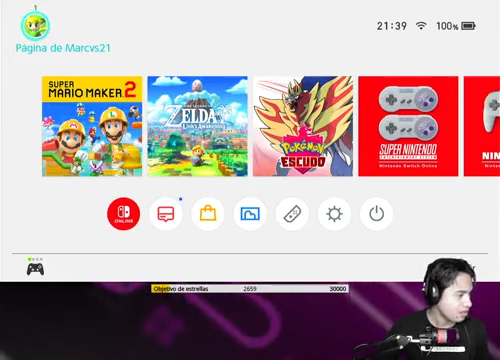 1
Página de Marcvs21
21:39
100%
SUPER
MARIO MAKER 2
THE LEGEND OF
ZELDA
Link's Awakening
Pokémon
ESCUDO
SUPER NINTENDO
ENTERTAINMENT SYSTEM
Nintendo Switch Online
NIN
ONLINE
Objetivo de estrellas 2659 30000